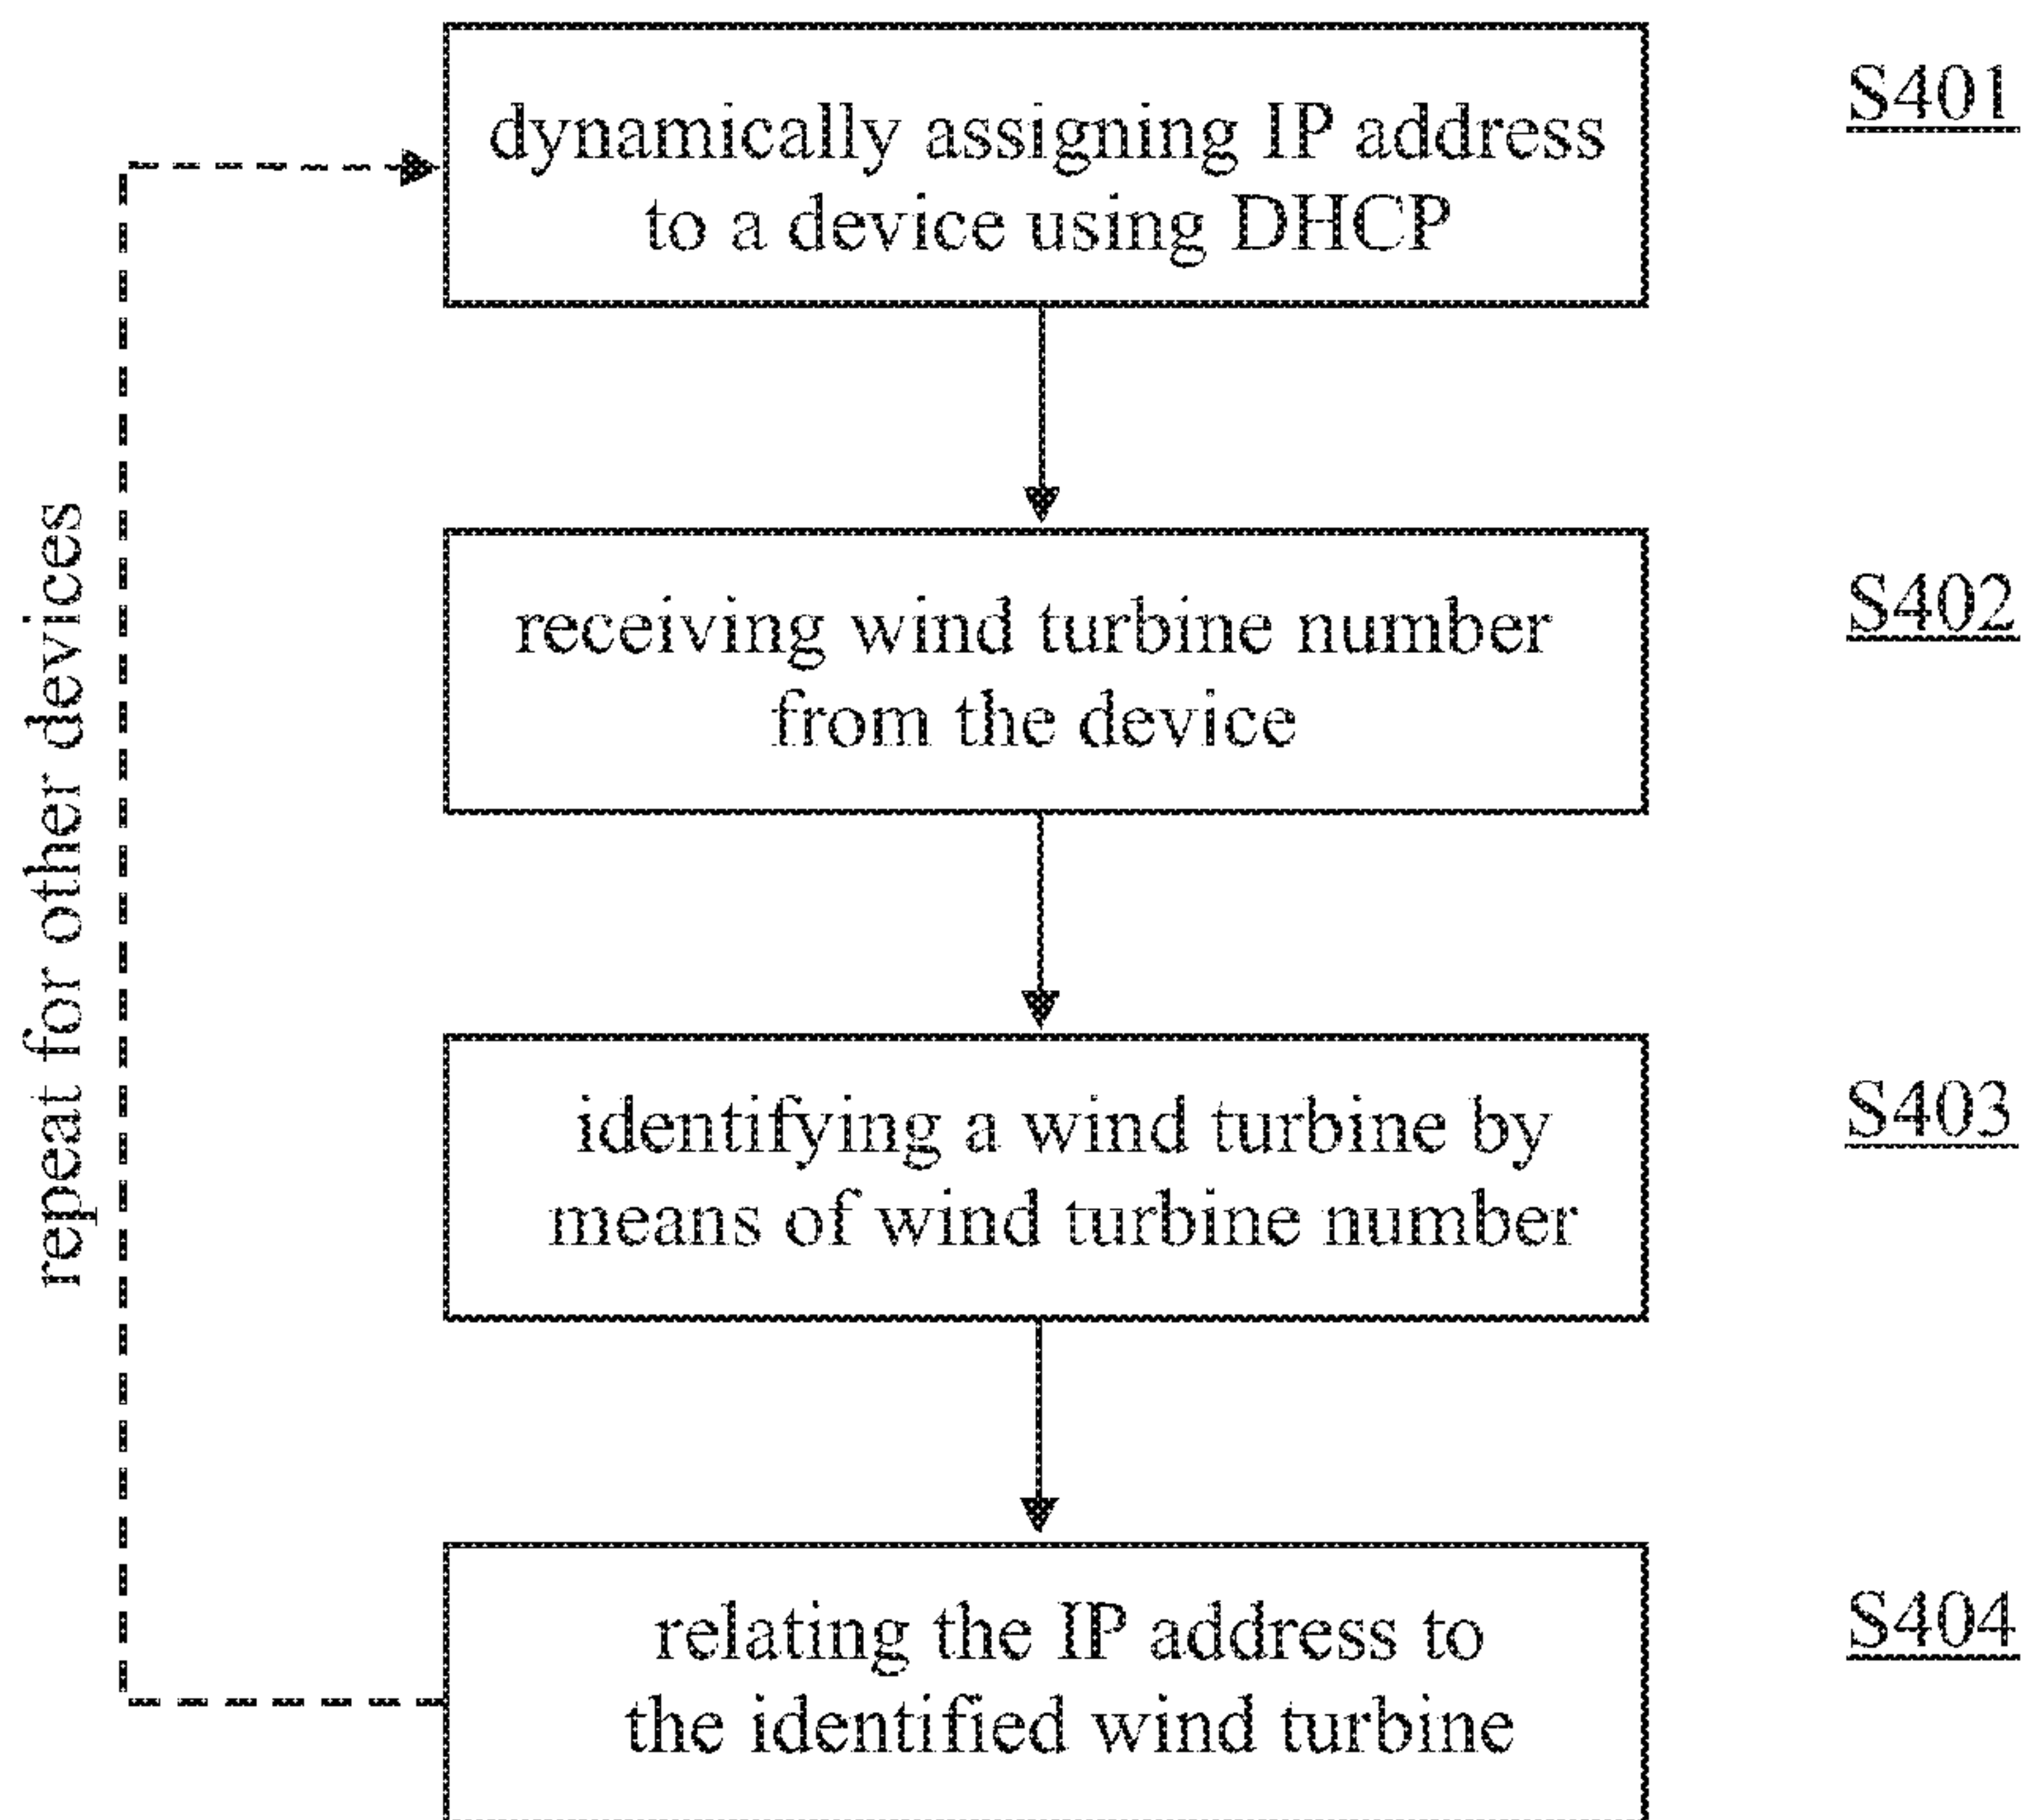 dynamically assigning IP address
to a device using DHCP
S401
receiving wind turbine number
from the device
S402
identifying a wind turbine by
means of wind turbine number
S403
relating the IP address to
the identified wind turbine
S404
repeat for other devices